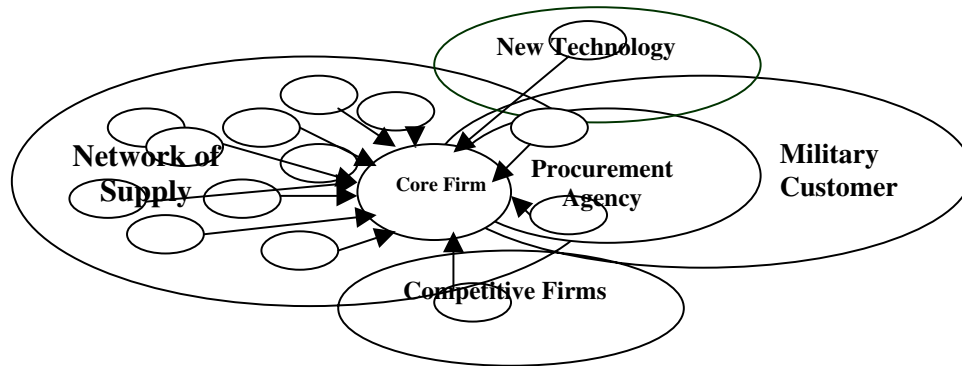 New Technology
Network of
Supply
Core Firm
Procurement
Agency
Military
Customer
Competitive Firms